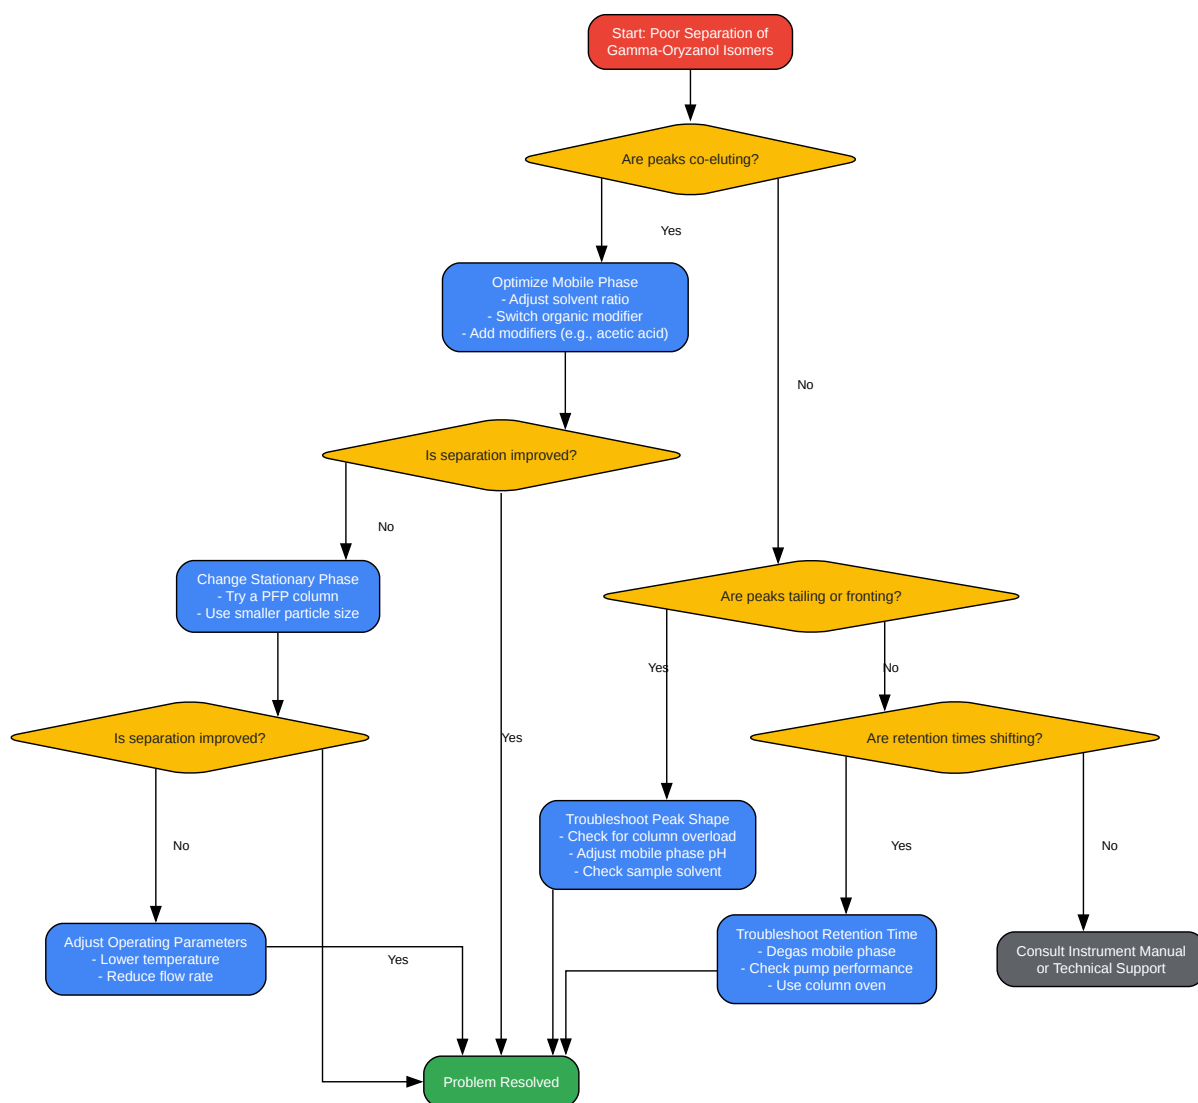 Start: Poor Separation of
Gamma-Oryzanol Isomers
Are peaks co-eluting?
Yes
Optimize Mobile Phase
- Adjust solvent ratio
- Switch organic modifier
- Add modifiers (e.g., acetic acid)
No
Is separation improved?
No
Change Stationary Phase
- Try a PFP column
- Use smaller particle size
Are peaks tailing or fronting?
Yes
No
Is separation improved?
Yes
Are retention times shifting?
Troubleshoot Peak Shape
- Check for column overload
- Adjust mobile phase pH
- Check sample solvent
No
Yes
No
Adjust Operating Parameters
- Lower temperature
- Reduce flow rate
Yes
Troubleshoot Retention Time
- Degas mobile phase
- Check pump performance
- Use column oven
Consult Instrument Manual
or Technical Support
Problem Resolved